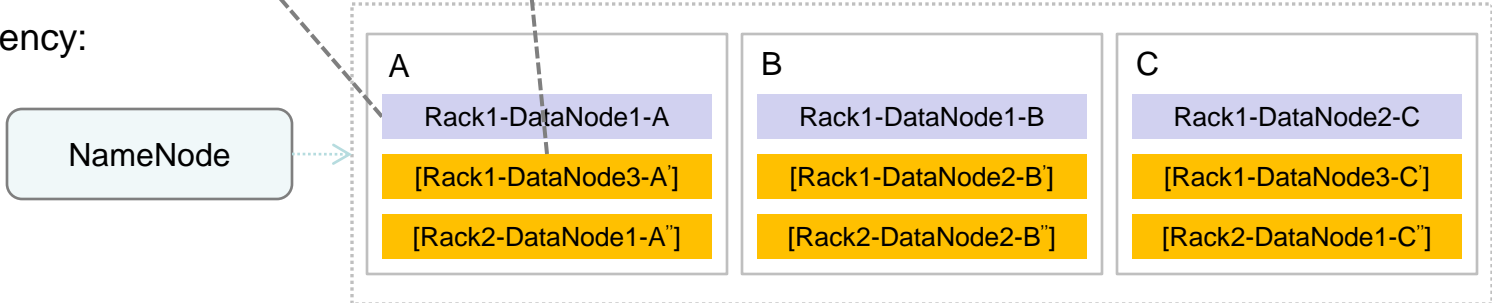 ency:
NameNode
A
Rack1-DataNode1-A
[Rack1-DataNode3-A']
[Rack2-DataNode1-A'']
B
Rack1-DataNode1-B
[Rack1-DataNode2-B']
[Rack2-DataNode2-B'']
C
Rack1-DataNode2-C
[Rack1-DataNode3-C']
[Rack2-DataNode1-C'']